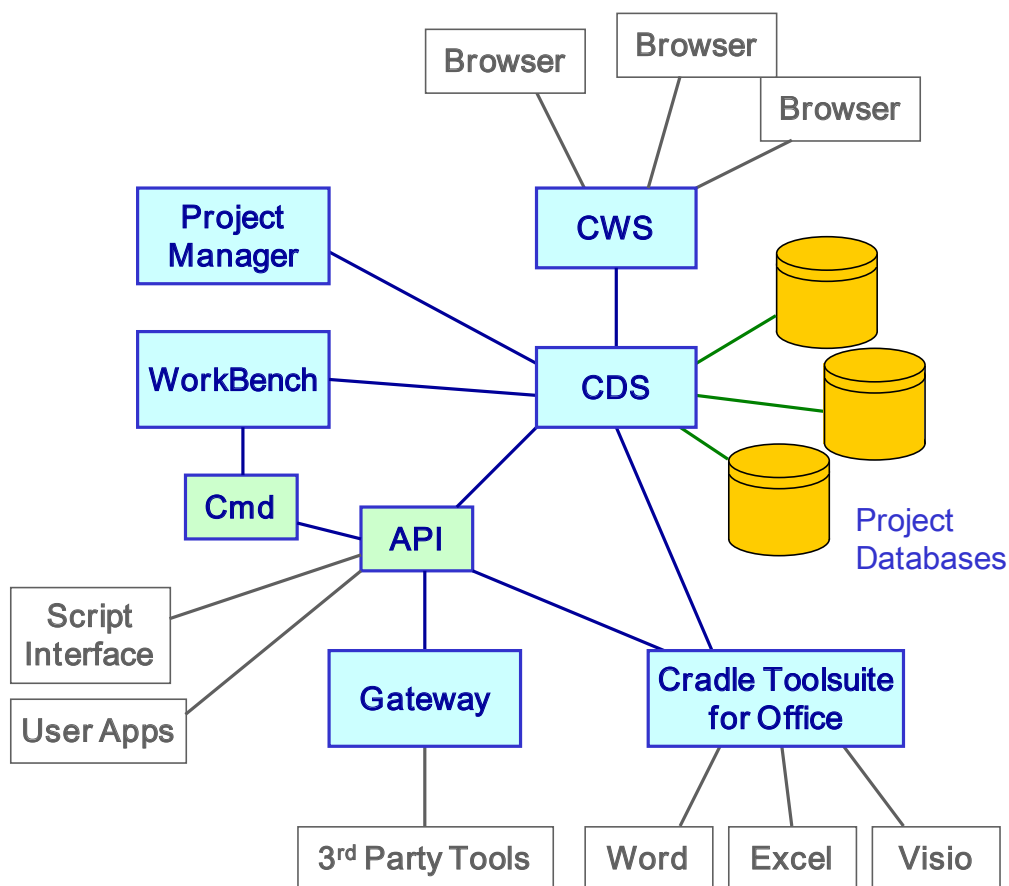 Browser
Browser
Browser
Project
Manager
CWS
WorkBench
CDS
Cmd
API
Project
Databases
Script
Interface
User Apps
Gateway
Cradle Toolsuite
for Office
3rd Party Tools
Word
Excel
Visio